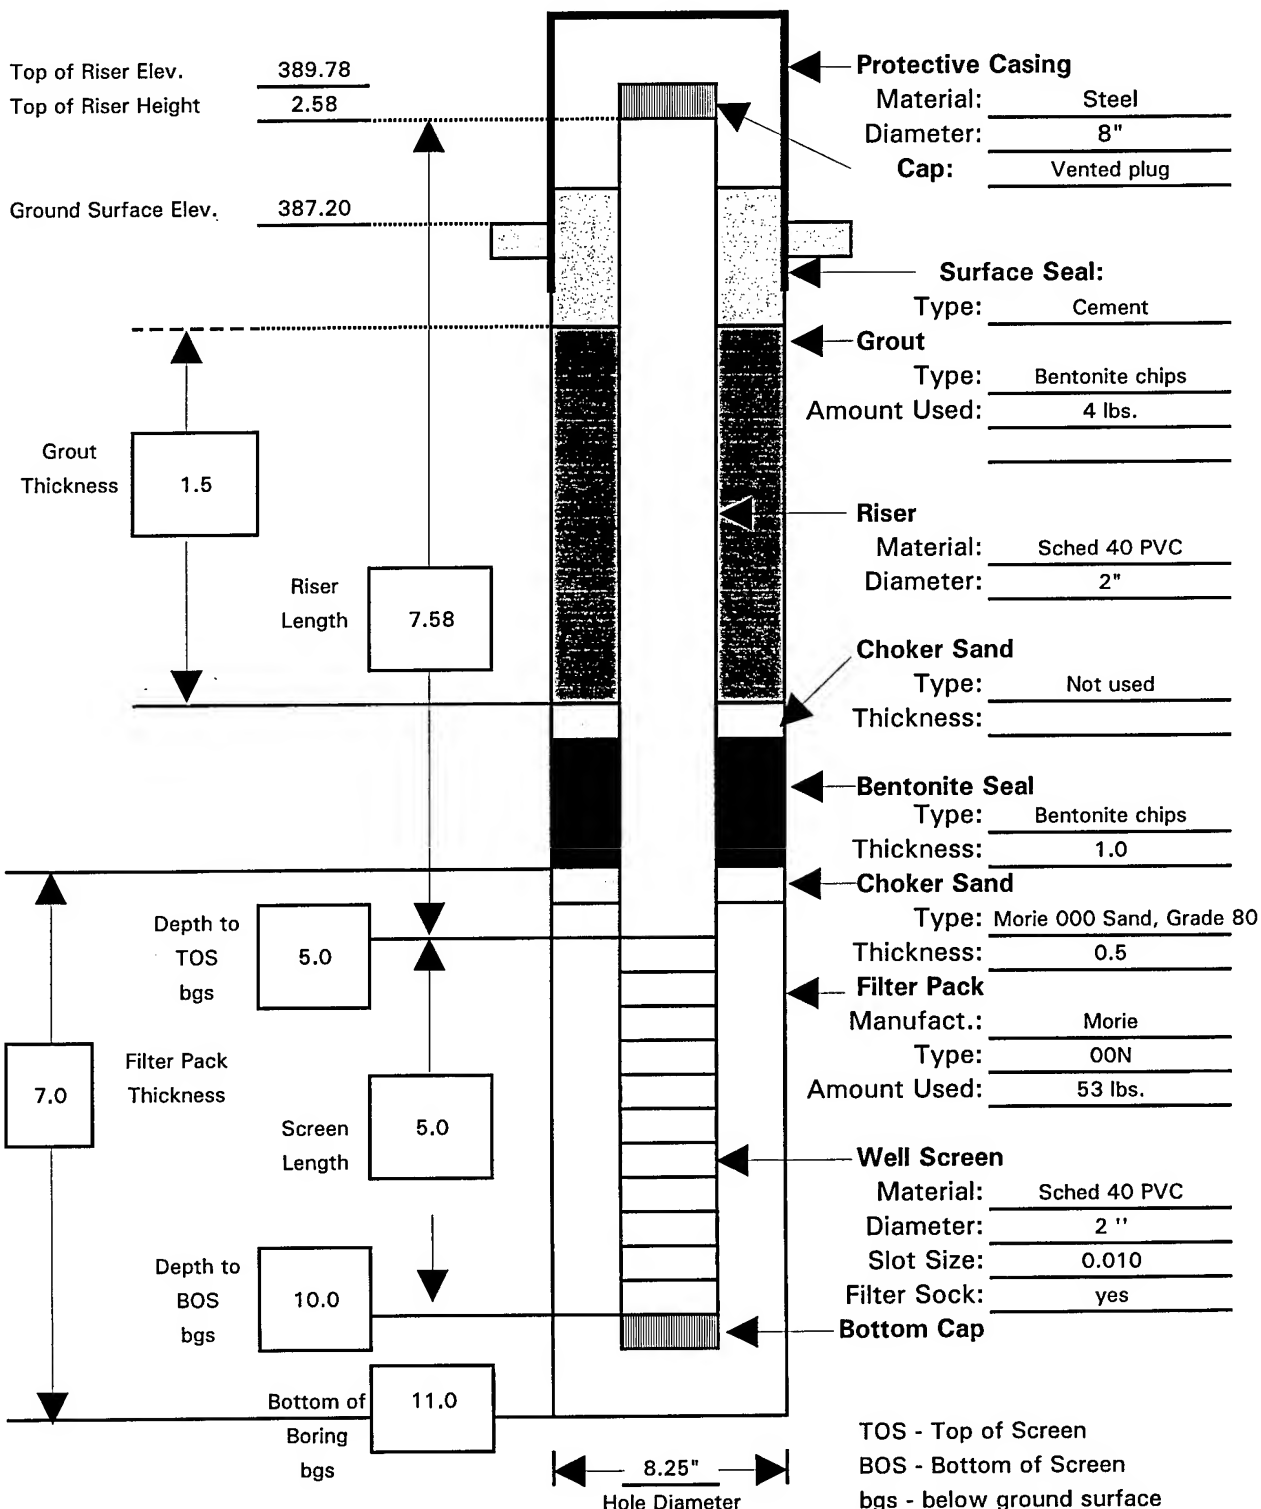 Top of Riser Elev. 389.78
Top of Riser Height 2.58
Ground Surface Elev. 387.20
Grout
Thickness
1.5
Riser
Length
7.58
Depth to
TOS
bgs
5.0
7.0
Filter Pack
Thickness
Screen
Length
5.0
Depth to
BOS
bgs
10.0
Bottom of
Boring
bgs
11.0
8.25"
Hole Diameter
Protective Casing
Material: Steel
Diameter: 8"
Cap: Vented plug
Surface Seal:
Type: Cement
Grout
Type: Bentonite chips
Amount Used: 4 lbs.
Riser
Material: Sched 40 PVC
Diameter: 2"
Choker Sand
Type: Not used
Thickness:
Bentonite Seal
Type: Bentonite chips
Thickness: 1.0
Choker Sand
Type: Morie 000 Sand, Grade 80
Thickness: 0.5
Filter Pack
Manufact.: Morie
Type: 00N
Amount Used: 53 lbs.
Well Screen
Material: Sched 40 PVC
Diameter: 2 ''
Slot Size: 0.010
Filter Sock: yes
Bottom Cap
TOS - Top of Screen
BOS - Bottom of Screen
bgs - below ground surface